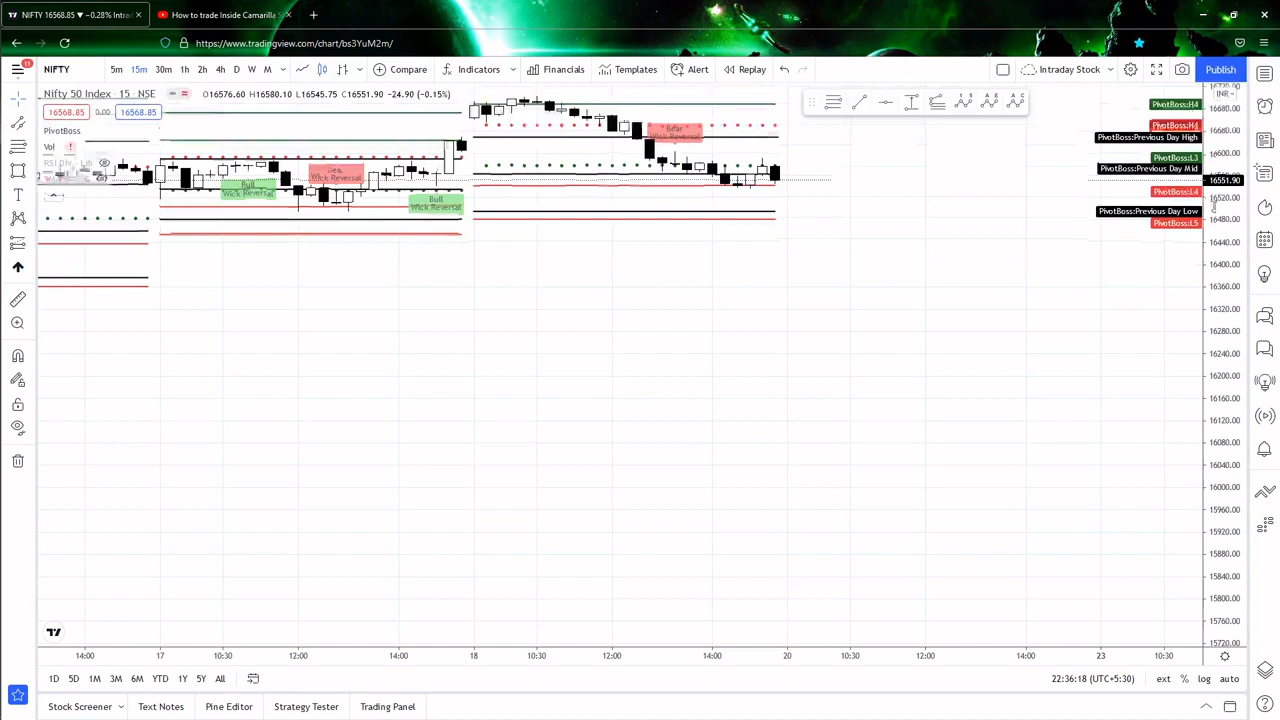 NIFTY 16568.85 ▼ −0.28% Intra
How to trade Inside Camarilla S
https://www.tradingview.com/chart/bs3YuM2m/
11
NIFTY 5m 15m 30m 1h 2h 4h D W M Compare Indicators Financials Templates Alert Replay Intraday Stock Publish
Nifty 50 Index · 15 · NSE O16576.60 H16580.10 L16545.75 C16551.90 −24.90 (−0.15%)
16568.85 0.00 16568.85
PivotBoss
Vol
RSI Div - Lib
Bull
Wick Reversal
Wick Reversal
Bull
Wick Reversal
Bear
Wick Reversal
INR
PivotBoss:H4
PivotBoss:Previous Day High
PivotBoss:L3
PivotBoss:Previous Day Mid
PivotBoss:L4
PivotBoss:Previous Day Low
PivotBoss:L5
16680.00
16640.00
16600.00
16551.90
16520.00
16480.00
16440.00
16400.00
16360.00
16320.00
16280.00
16240.00
16200.00
16160.00
16120.00
16080.00
16040.00
16000.00
15960.00
15920.00
15880.00
15840.00
15800.00
15760.00
15720.00
14:00 17 10:30 12:00 14:00 18 10:30 12:00 14:00 20 10:30 12:00 14:00 23 10:30
1D 5D 1M 3M 6M YTD 1Y 5Y All 22:36:18 (UTC+5:30) ext % log auto
Stock Screener Text Notes Pine Editor Strategy Tester Trading Panel